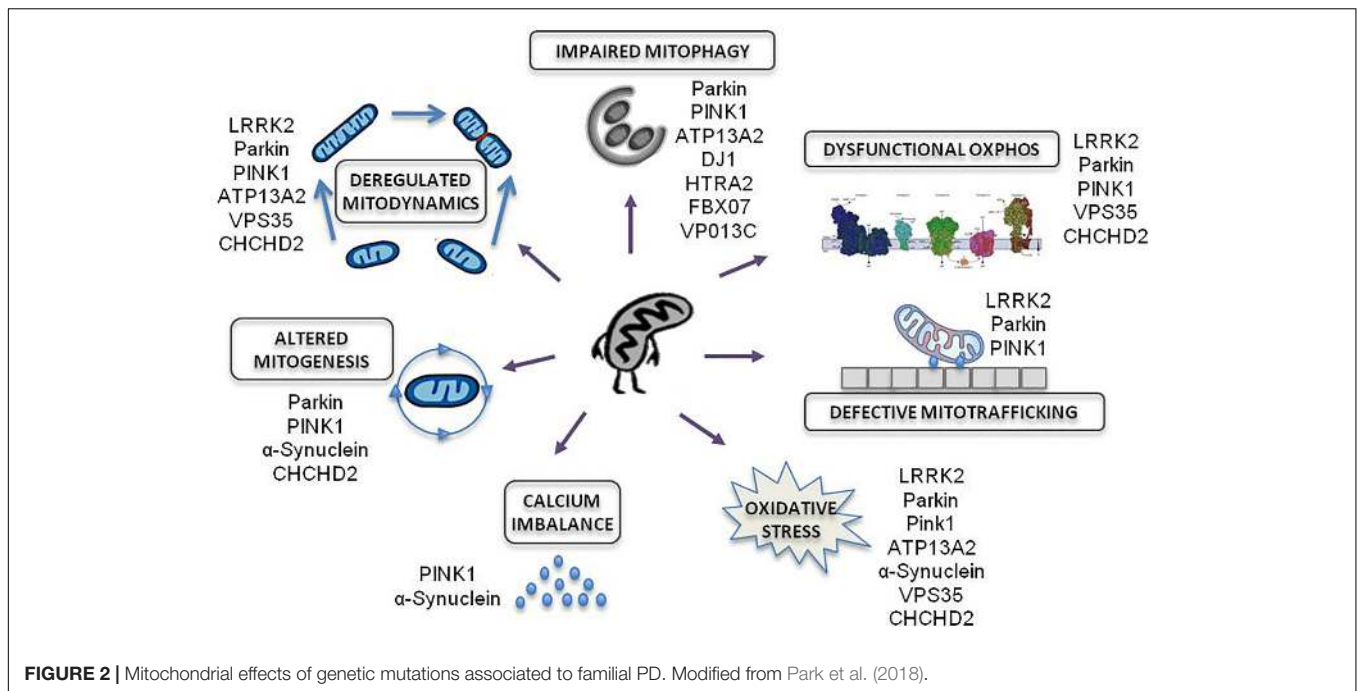 IMPAIRED MITOPHAGY
Parkin
PINK1
ATP13A2
DJ1
HTRA2
FBX07
VP013C
LRRK2
Parkin
PINK1
ATP13A2
VPS35
CHCHD2
DEREGULATED
MITODYNAMICS
DYSFUNCTIONAL OXPHOS
LRRK2
Parkin
PINK1
VPS35
CHCHD2
ALTERED
MITOGENESIS
Parkin
PINK1
α-Synuclein
CHCHD2
LRRK2
Parkin
PINK1
DEFECTIVE MITOTRAFFICKING
CALCIUM
IMBALANCE
PINK1
α-Synuclein
OXIDATIVE
STRESS
LRRK2
Parkin
Pink1
ATP13A2
α-Synuclein
VPS35
CHCHD2
FIGURE 2 | Mitochondrial effects of genetic mutations associated to familial PD. Modified from Park et al. (2018).